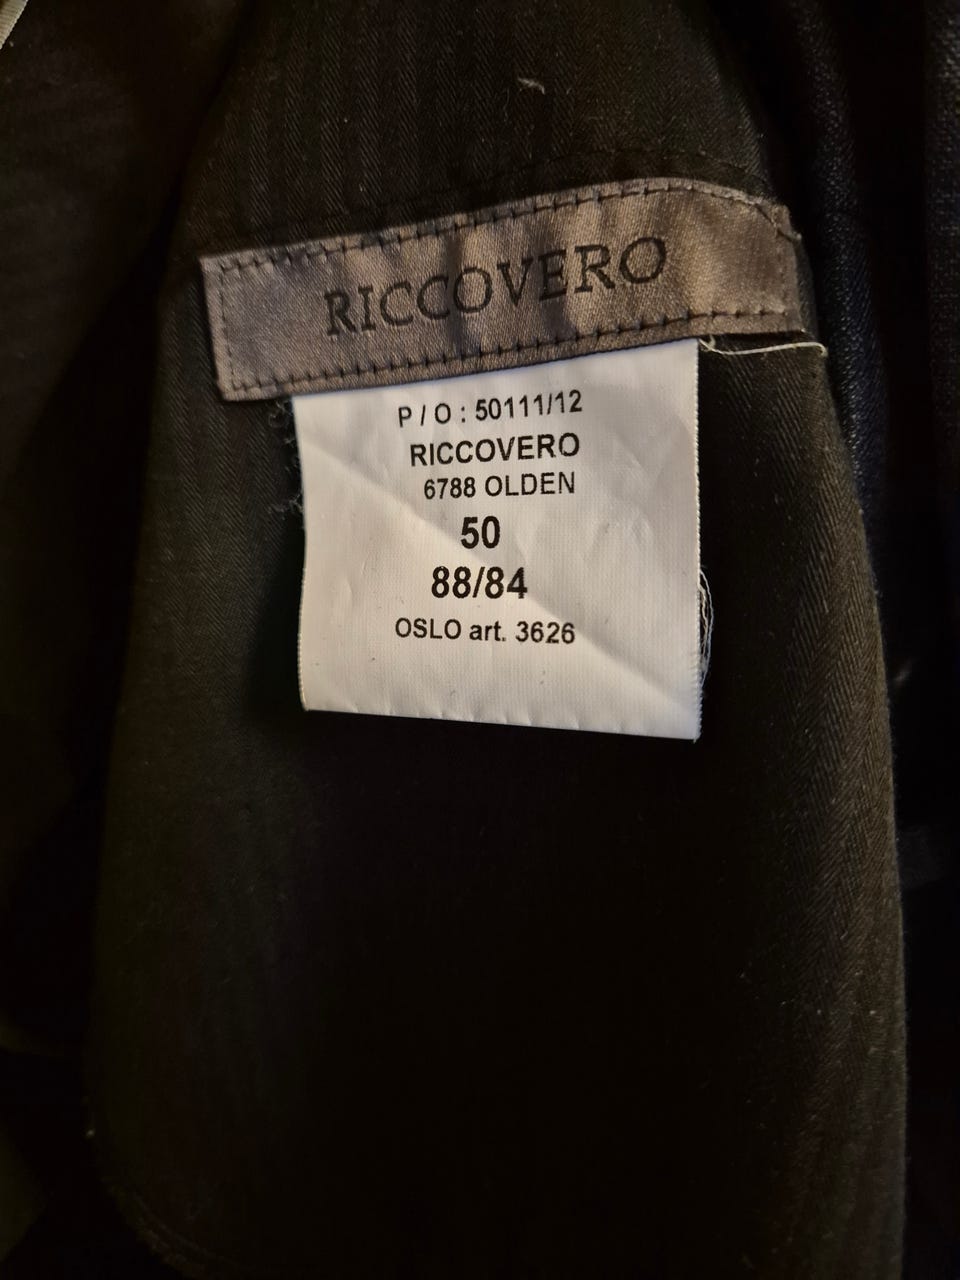 RICCOVERO
P / O : 50111/12
RICCOVERO
6788 OLDEN
50
88/84
OSLO art. 3626